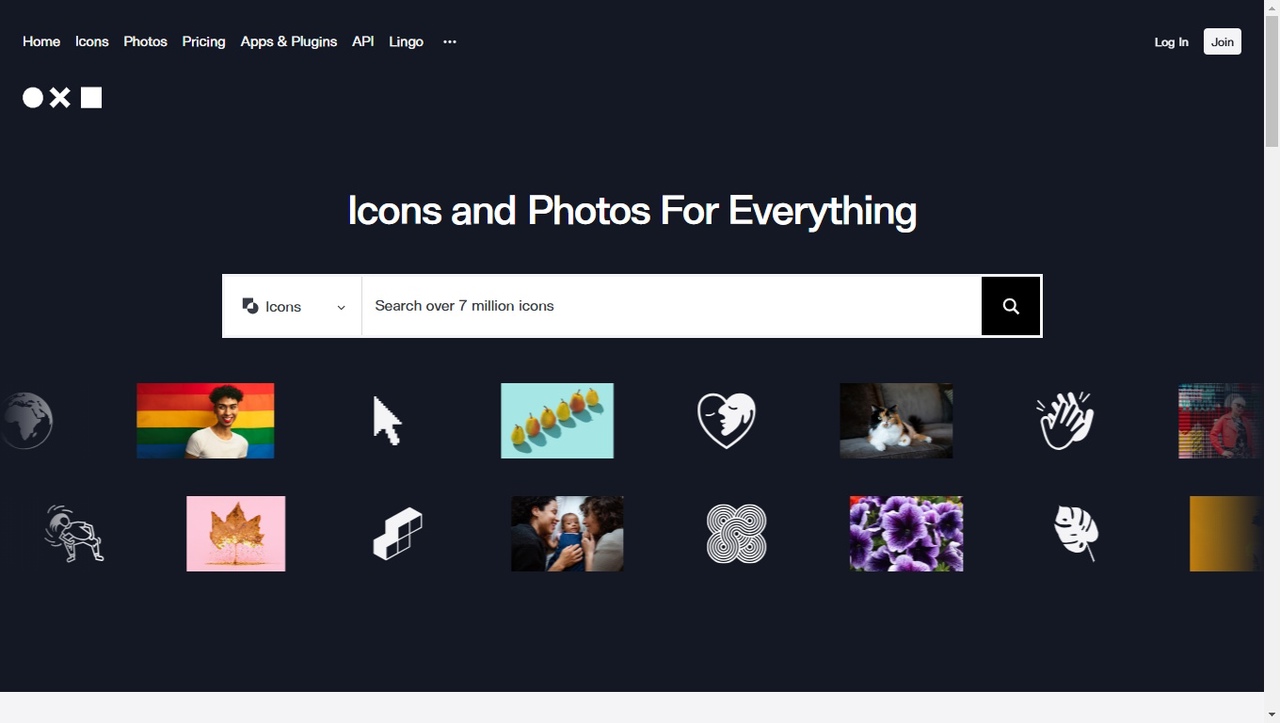 Home Icons Photos Pricing Apps & Plugins API Lingo ••• Log In Join
Icons and Photos For Everything
Icons Search over 7 million icons